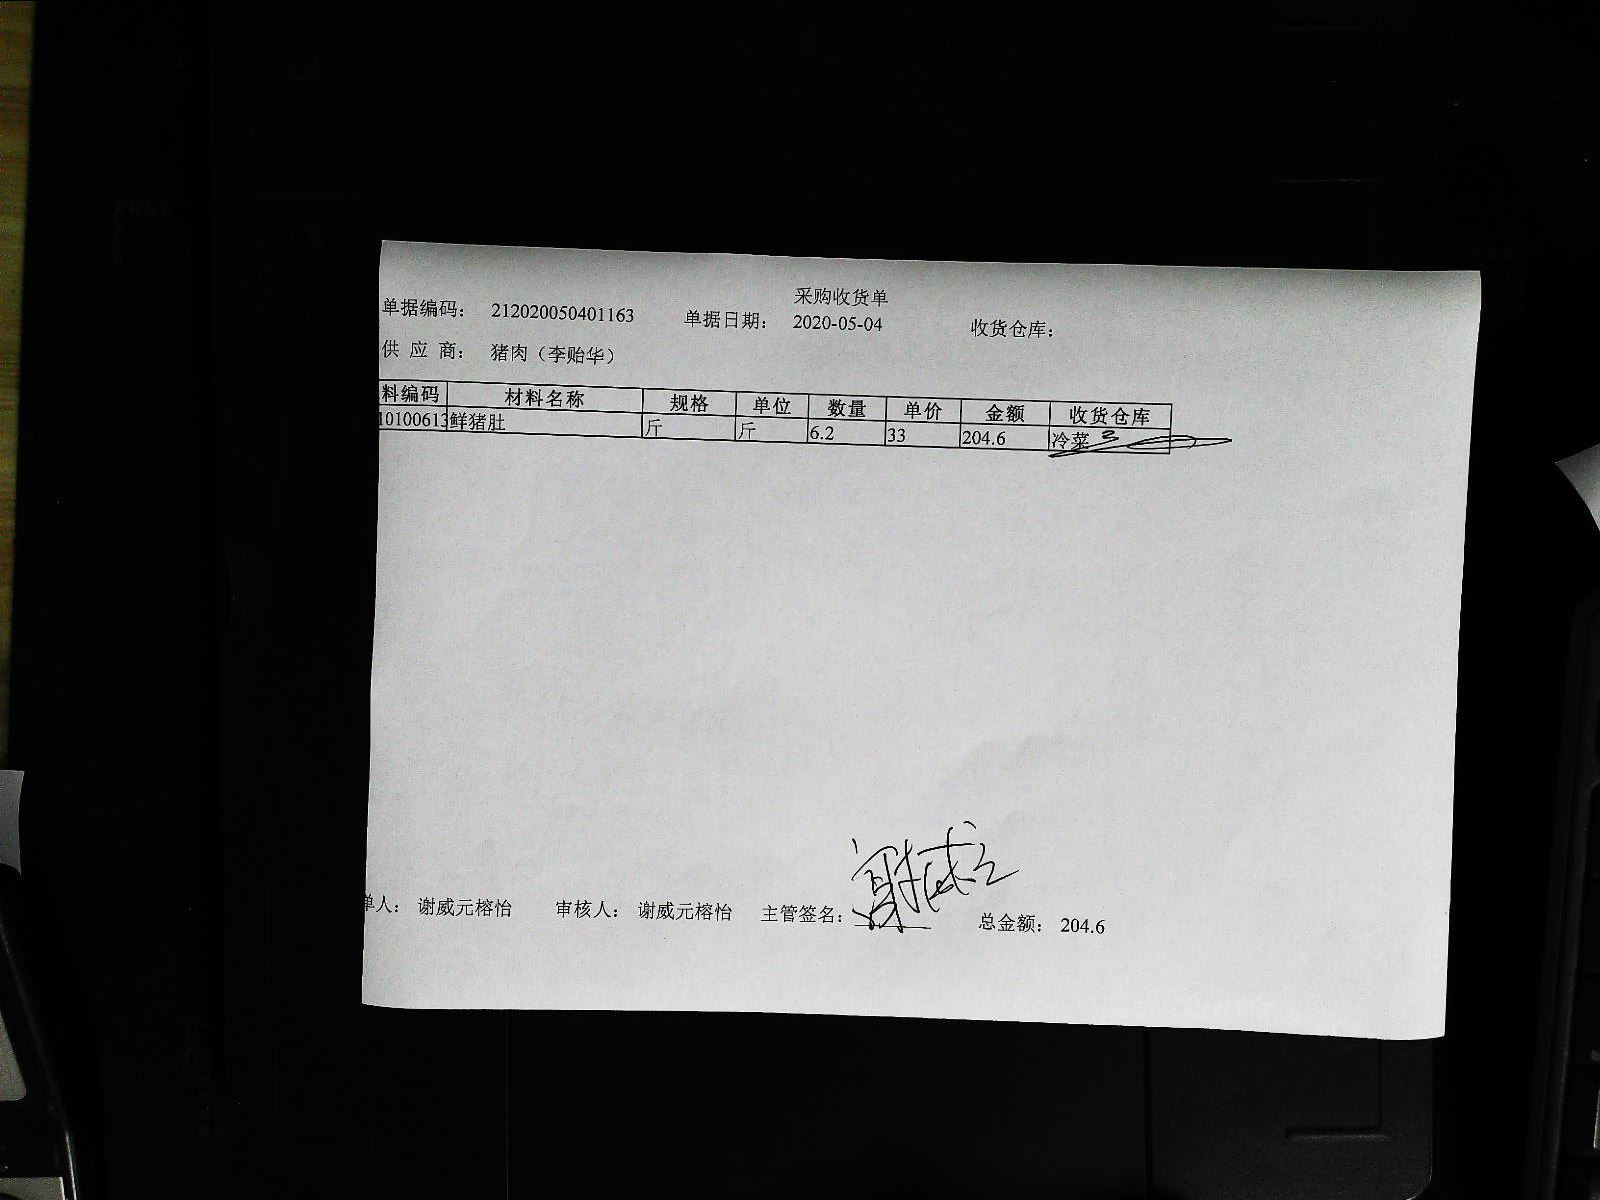 采购收货单
单据编码： 212020050401163 单据日期： 2020-05-04 收货仓库：
供 应 商： 猪肉（李贻华）
料编码 材料名称 规格 单位 数量 单价 金额 收货仓库
10100613 鲜猪肚 斤 斤 6.2 33 204.6 冷菜
单人： 谢威元榕怡 审核人： 谢威元榕怡 主管签名： 总金额： 204.6